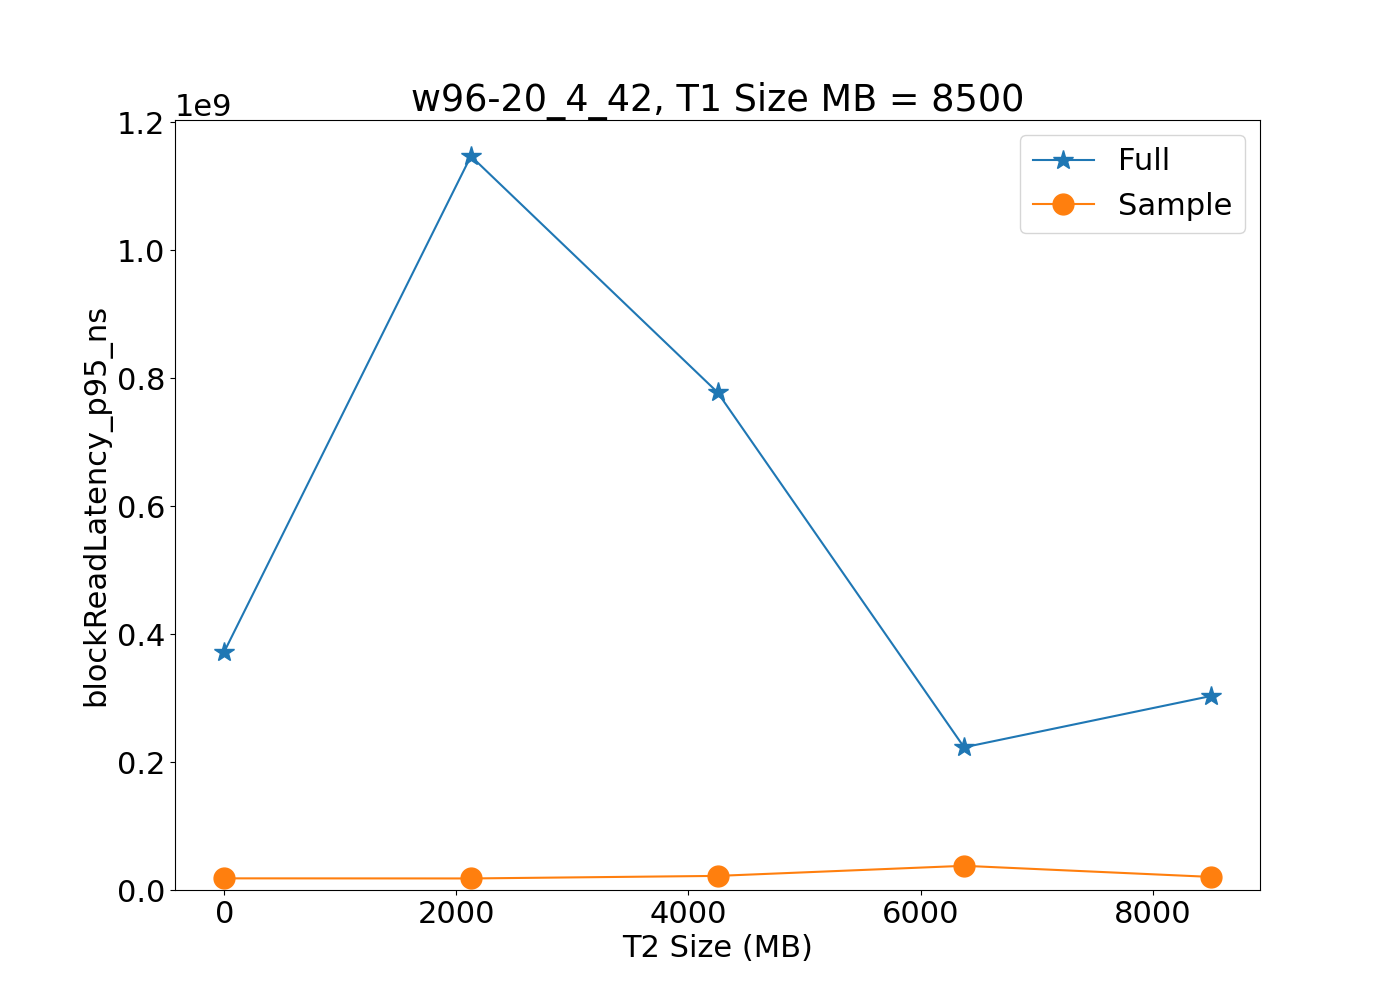 w96-20_4_42, T1 Size MB = 8500
1e9
1.2
1.0
0.8
0.6
0.4
0.2
0.0
blockReadLatency_p95_ns
Full
Sample
0 2000 4000 6000 8000
T2 Size (MB)